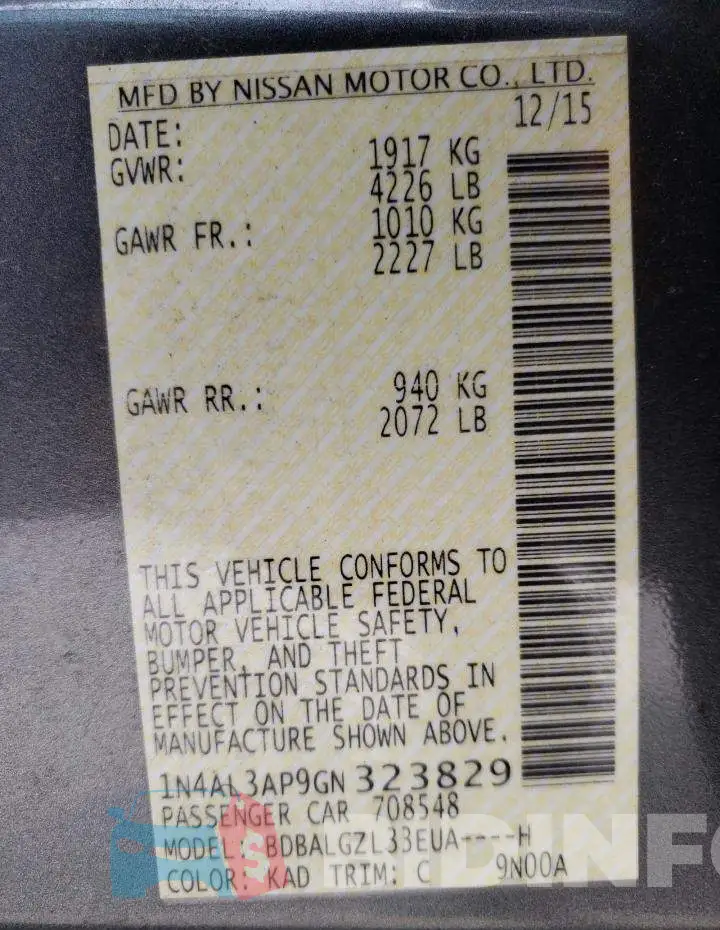 MFD BY NISSAN MOTOR CO., LTD.
DATE: 12/15
GVWR: 1917 KG
4226 LB
GAWR FR.: 1010 KG
2227 LB
GAWR RR.: 940 KG
2072 LB
THIS VEHICLE CONFORMS TO
ALL APPLICABLE FEDERAL
MOTOR VEHICLE SAFETY,
BUMPER, AND THEFT
PREVENTION STANDARDS IN
EFFECT ON THE DATE OF
MANUFACTURE SHOWN ABOVE.
1N4AL3AP9GN 323829
PASSENGER CAR 708548
MODEL: BDBALGZL33EUA----H
COLOR: KAD TRIM: C 9N00A
BIDINFO